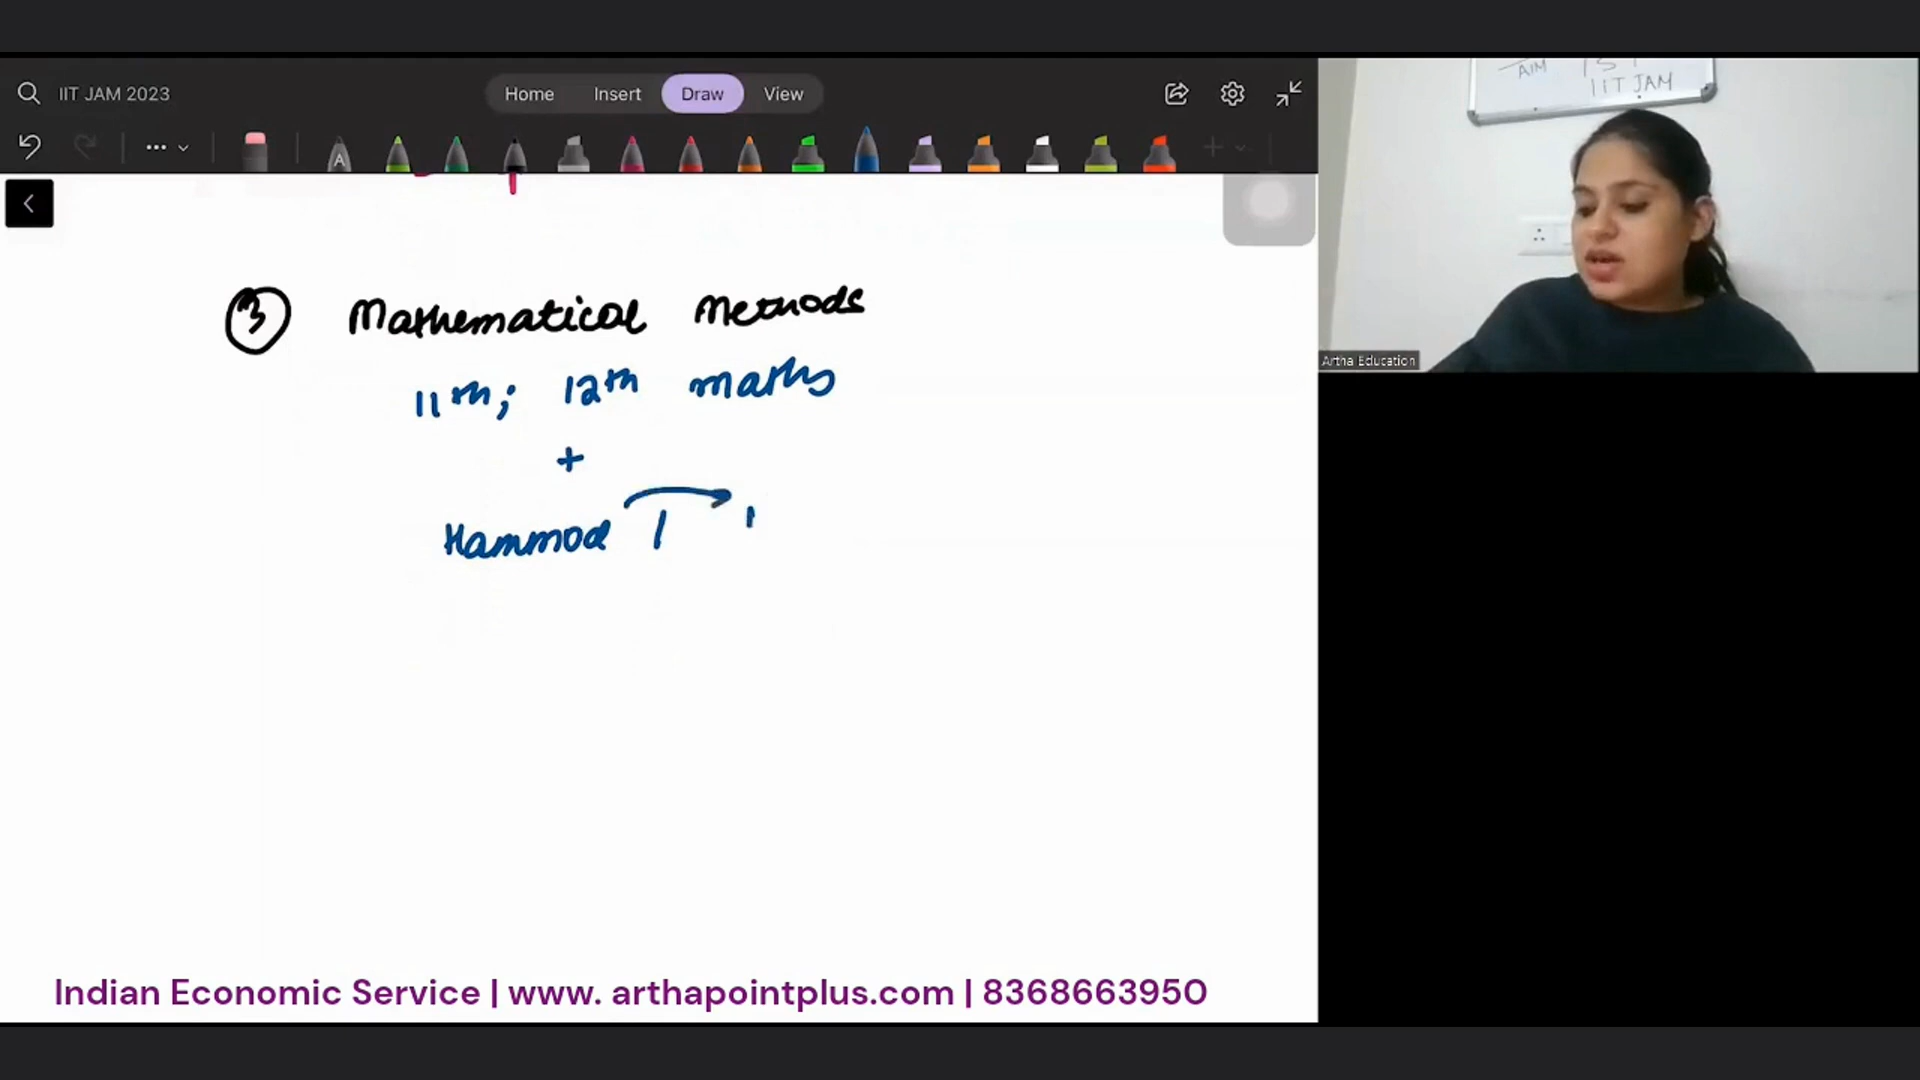 AIM
IIT JAM
IIT JAM 2023
Home Insert Draw View
A
Artha Education
3 Mathematical Methods
11th; 12th maths
+
Hammod
Indian Economic Service | www. arthapointplus.com | 8368663950